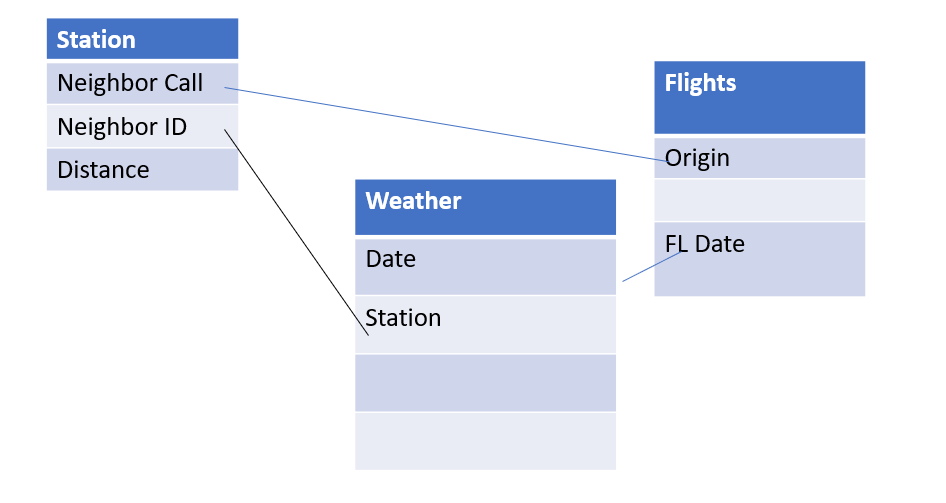 Station
Neighbor Call
Neighbor ID
Distance
Weather
Date
Station
Flights
Origin
FL Date